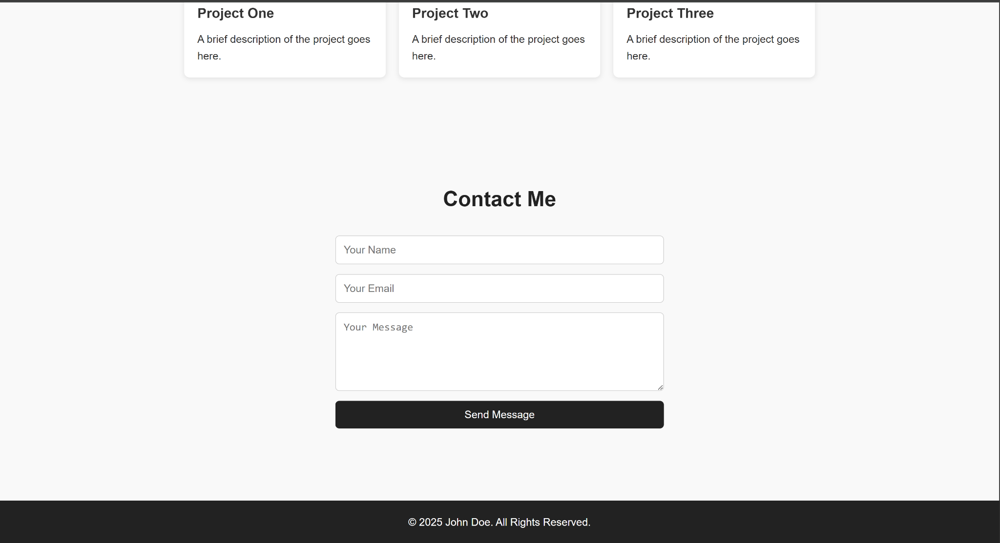 Project One
A brief description of the project goes
here.
Project Two
A brief description of the project goes
here.
Project Three
A brief description of the project goes
here.
Contact Me
Your Name
Your Email
Your Message
Send Message
© 2025 John Doe. All Rights Reserved.